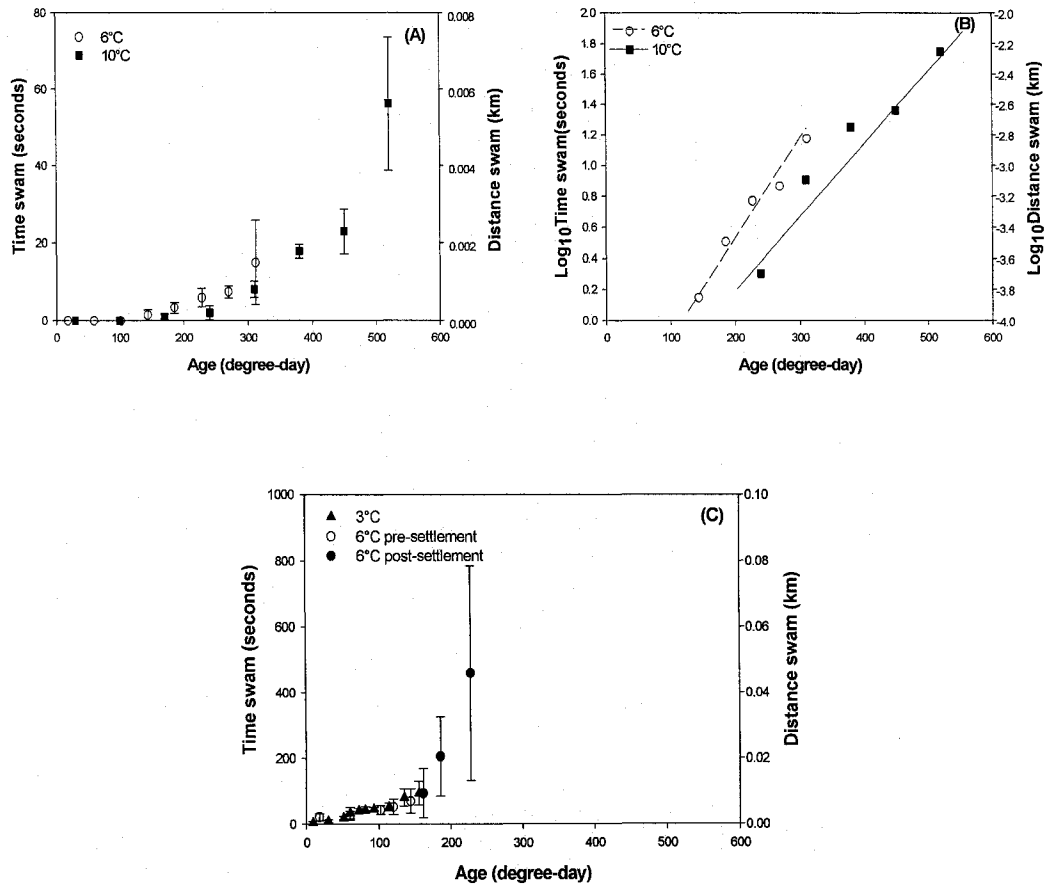 (A)
6°C
10°C
Time swam (seconds)
80
60
40
20
0
0 100 200 300 400 500 600
Age (degree-day)
0.008
0.006
0.004
0.002
0.000
Distance swam (km)
(B)
6°C
10°C
Log10Time swam(seconds)
2.0
1.8
1.6
1.4
1.2
1.0
0.8
0.6
0.4
0.2
0.0
0 100 200 300 400 500 600
Age (degree-day)
-2.0
-2.2
-2.4
-2.6
-2.8
-3.0
-3.2
-3.4
-3.6
-3.8
-4.0
Log10Distance swam (km)
(C)
3°C
6°C pre-settlement
6°C post-settlement
Time swam (seconds)
1000
800
600
400
200
0
0 100 200 300 400 500 600
Age (degree-day)
0.10
0.08
0.06
0.04
0.02
0.00
Distance swam (km)